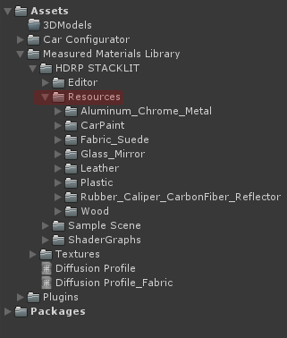 Assets
3DModels
Car Configurator
Measured Materials Library
HDRP STACKLIT
Editor
Resources
Aluminum_Chrome_Metal
CarPaint
Fabric_Suede
Glass_Mirror
Leather
Plastic
Rubber_Caliper_CarbonFiber_Reflector
Wood
Sample Scene
ShaderGraphs
Textures
Diffusion Profile
Diffusion Profile_Fabric
Plugins
Packages